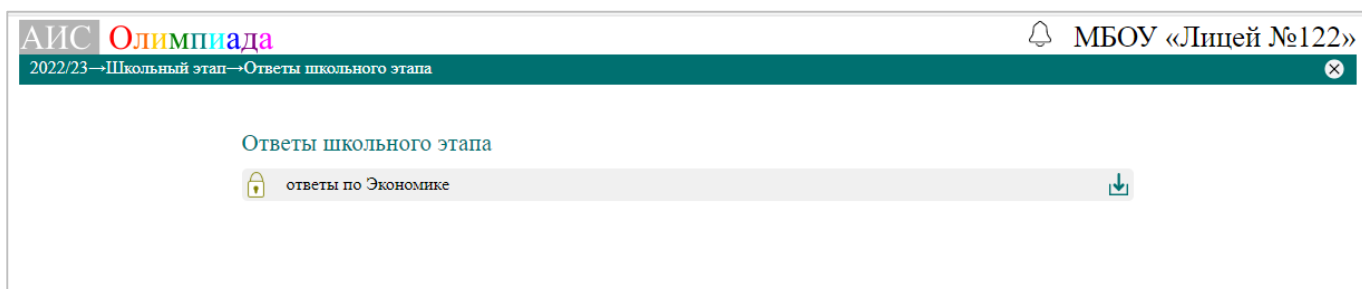 АИС Олимпиада
МБОУ «Лицей №122»
2022/23→Школьный этап→Ответы школьного этапа
Ответы школьного этапа
ответы по Экономике